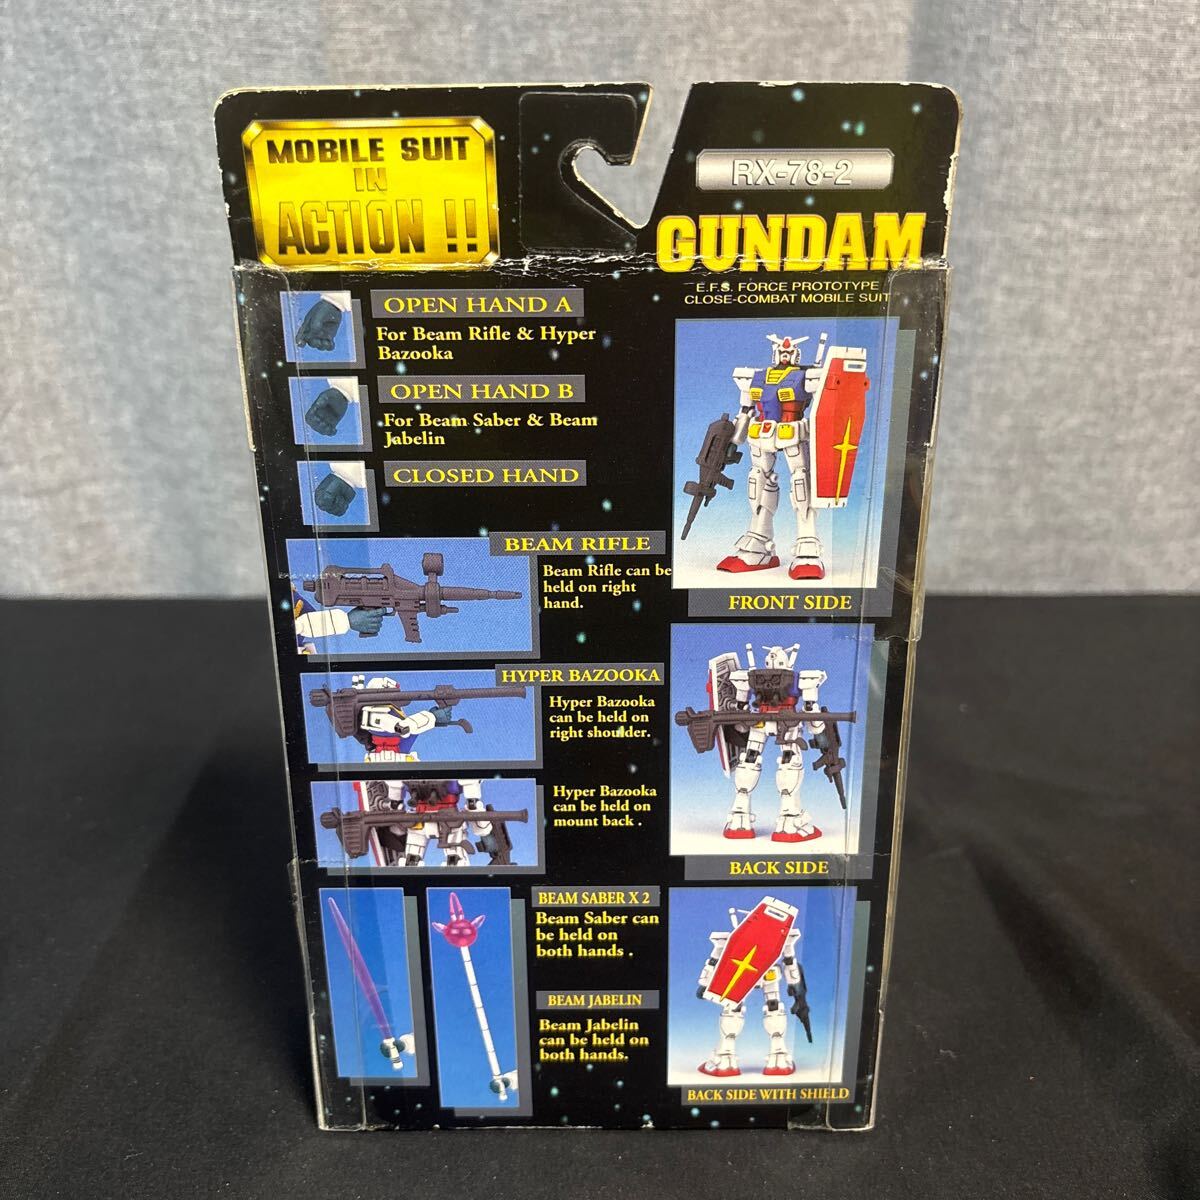 MOBILE SUIT
IN
ACTION !!
RX-78-2
GUNDAM
E.F.S. FORCE PROTOTYPE
CLOSE-COMBAT MOBILE SUIT
OPEN HAND A
For Beam Rifle & Hyper
Bazooka
OPEN HAND B
For Beam Saber & Beam
Jabelin
CLOSED HAND
BEAM RIFLE
Beam Rifle can be
held on right
hand.
HYPER BAZOOKA
Hyper Bazooka
can be held on
right shoulder.
Hyper Bazooka
can be held on
mount back .
BEAM SABER X 2
Beam Saber can
be held on
both hands .
BEAM JABELIN
Beam Jabelin
can be held on
both hands.
FRONT SIDE
BACK SIDE
BACK SIDE WITH SHIELD